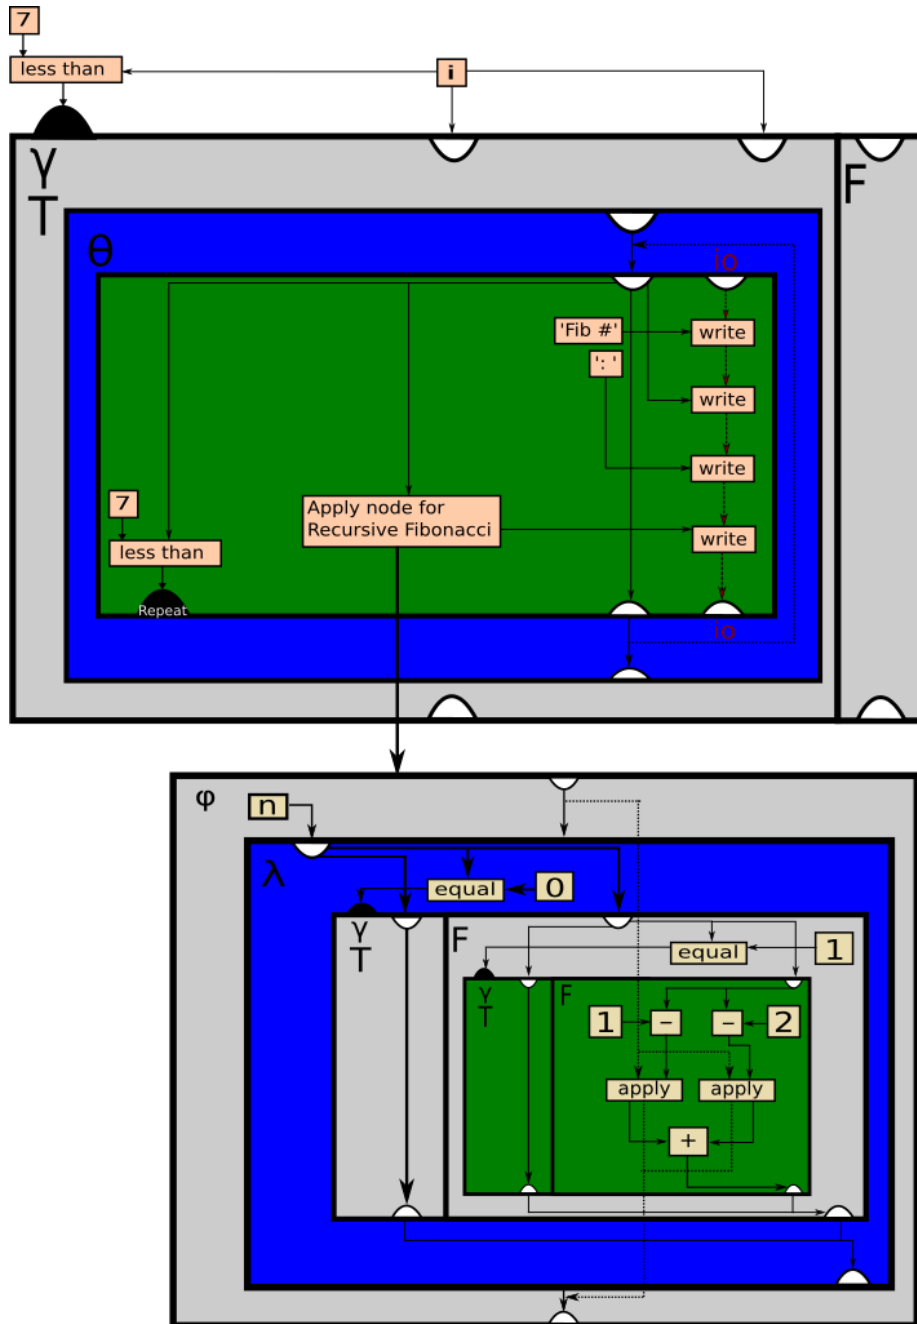 7
less than
i
γ
T
F
θ
io
'Fib #'
write
': '
write
write
7
Apply node for
Recursive Fibonacci
write
less than
Repeat
io
φ
n
λ
equal
0
γ
T
F
equal
1
γ
T
F
1
−
−
2
apply
apply
+